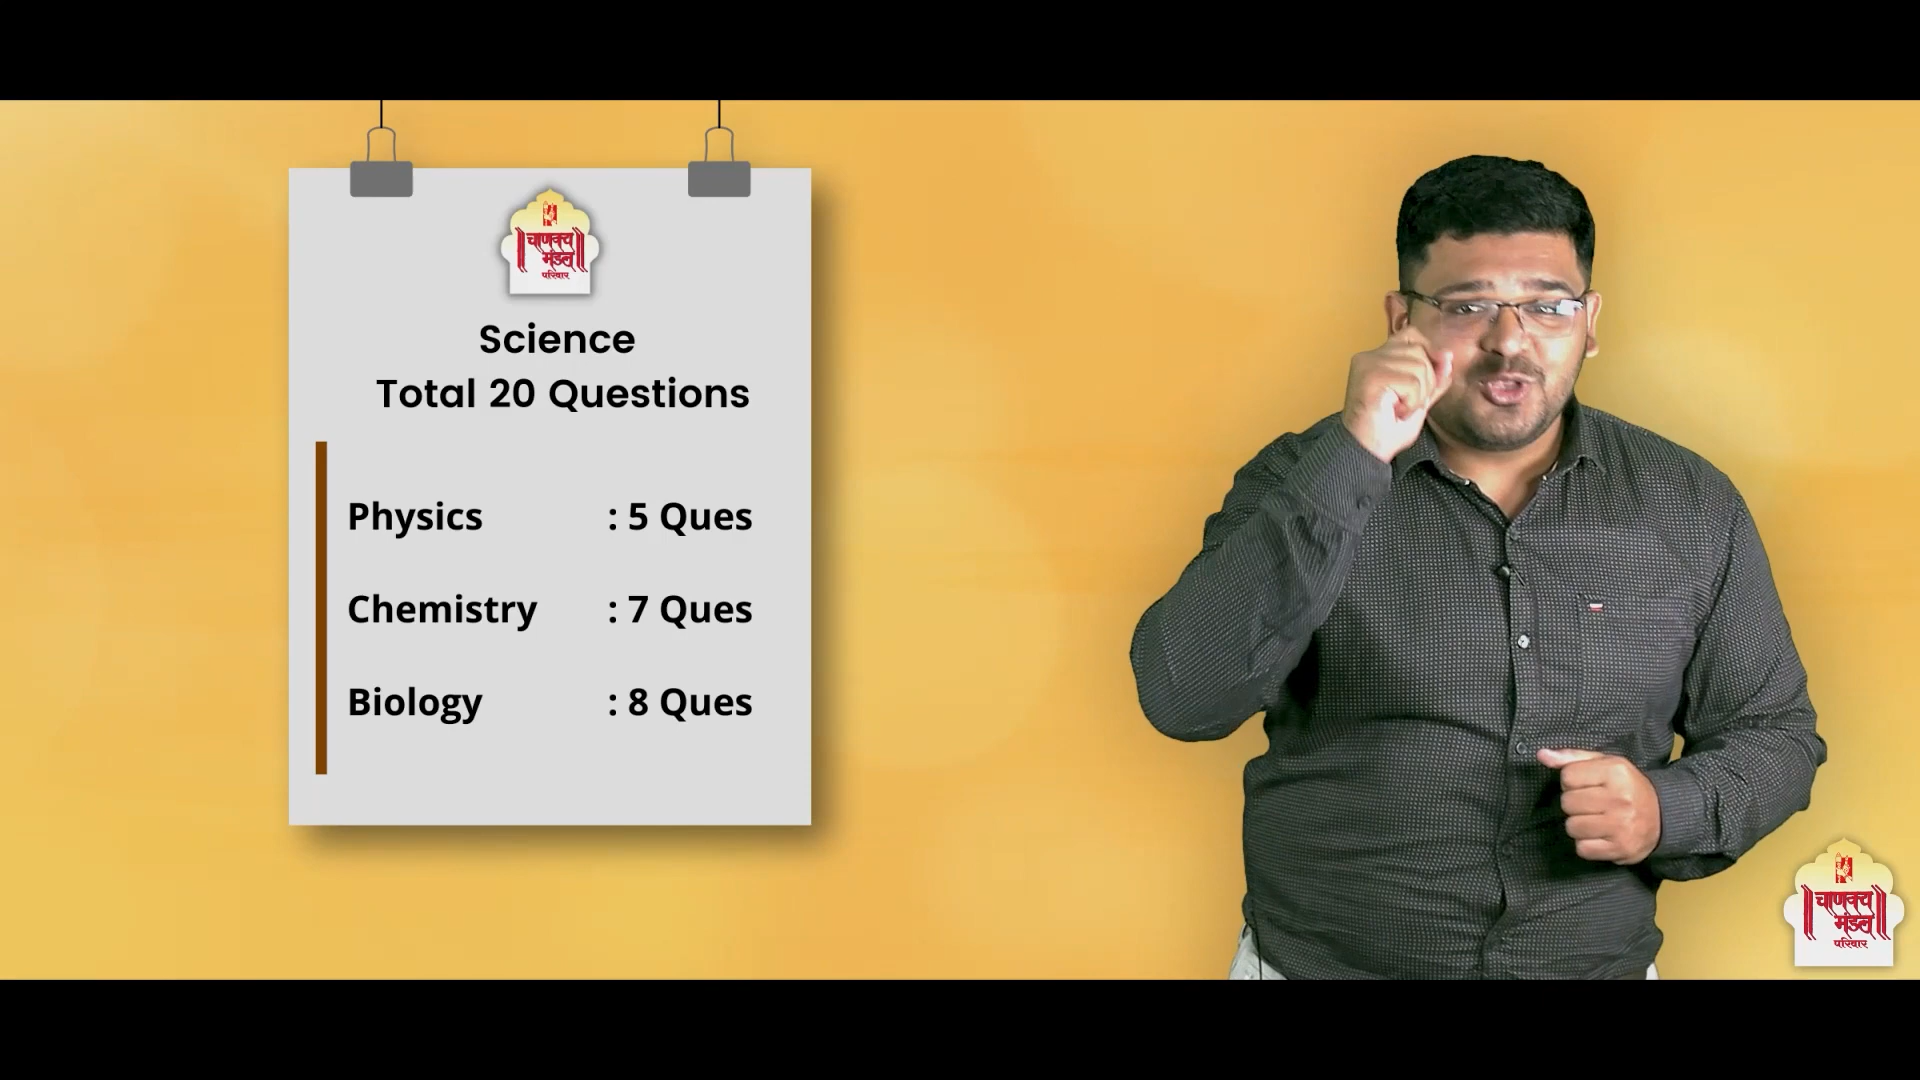 चाणक्य
मंडल
परिवार
Science
Total 20 Questions
Physics : 5 Ques
Chemistry : 7 Ques
Biology : 8 Ques
चाणक्य
मंडल
परिवार